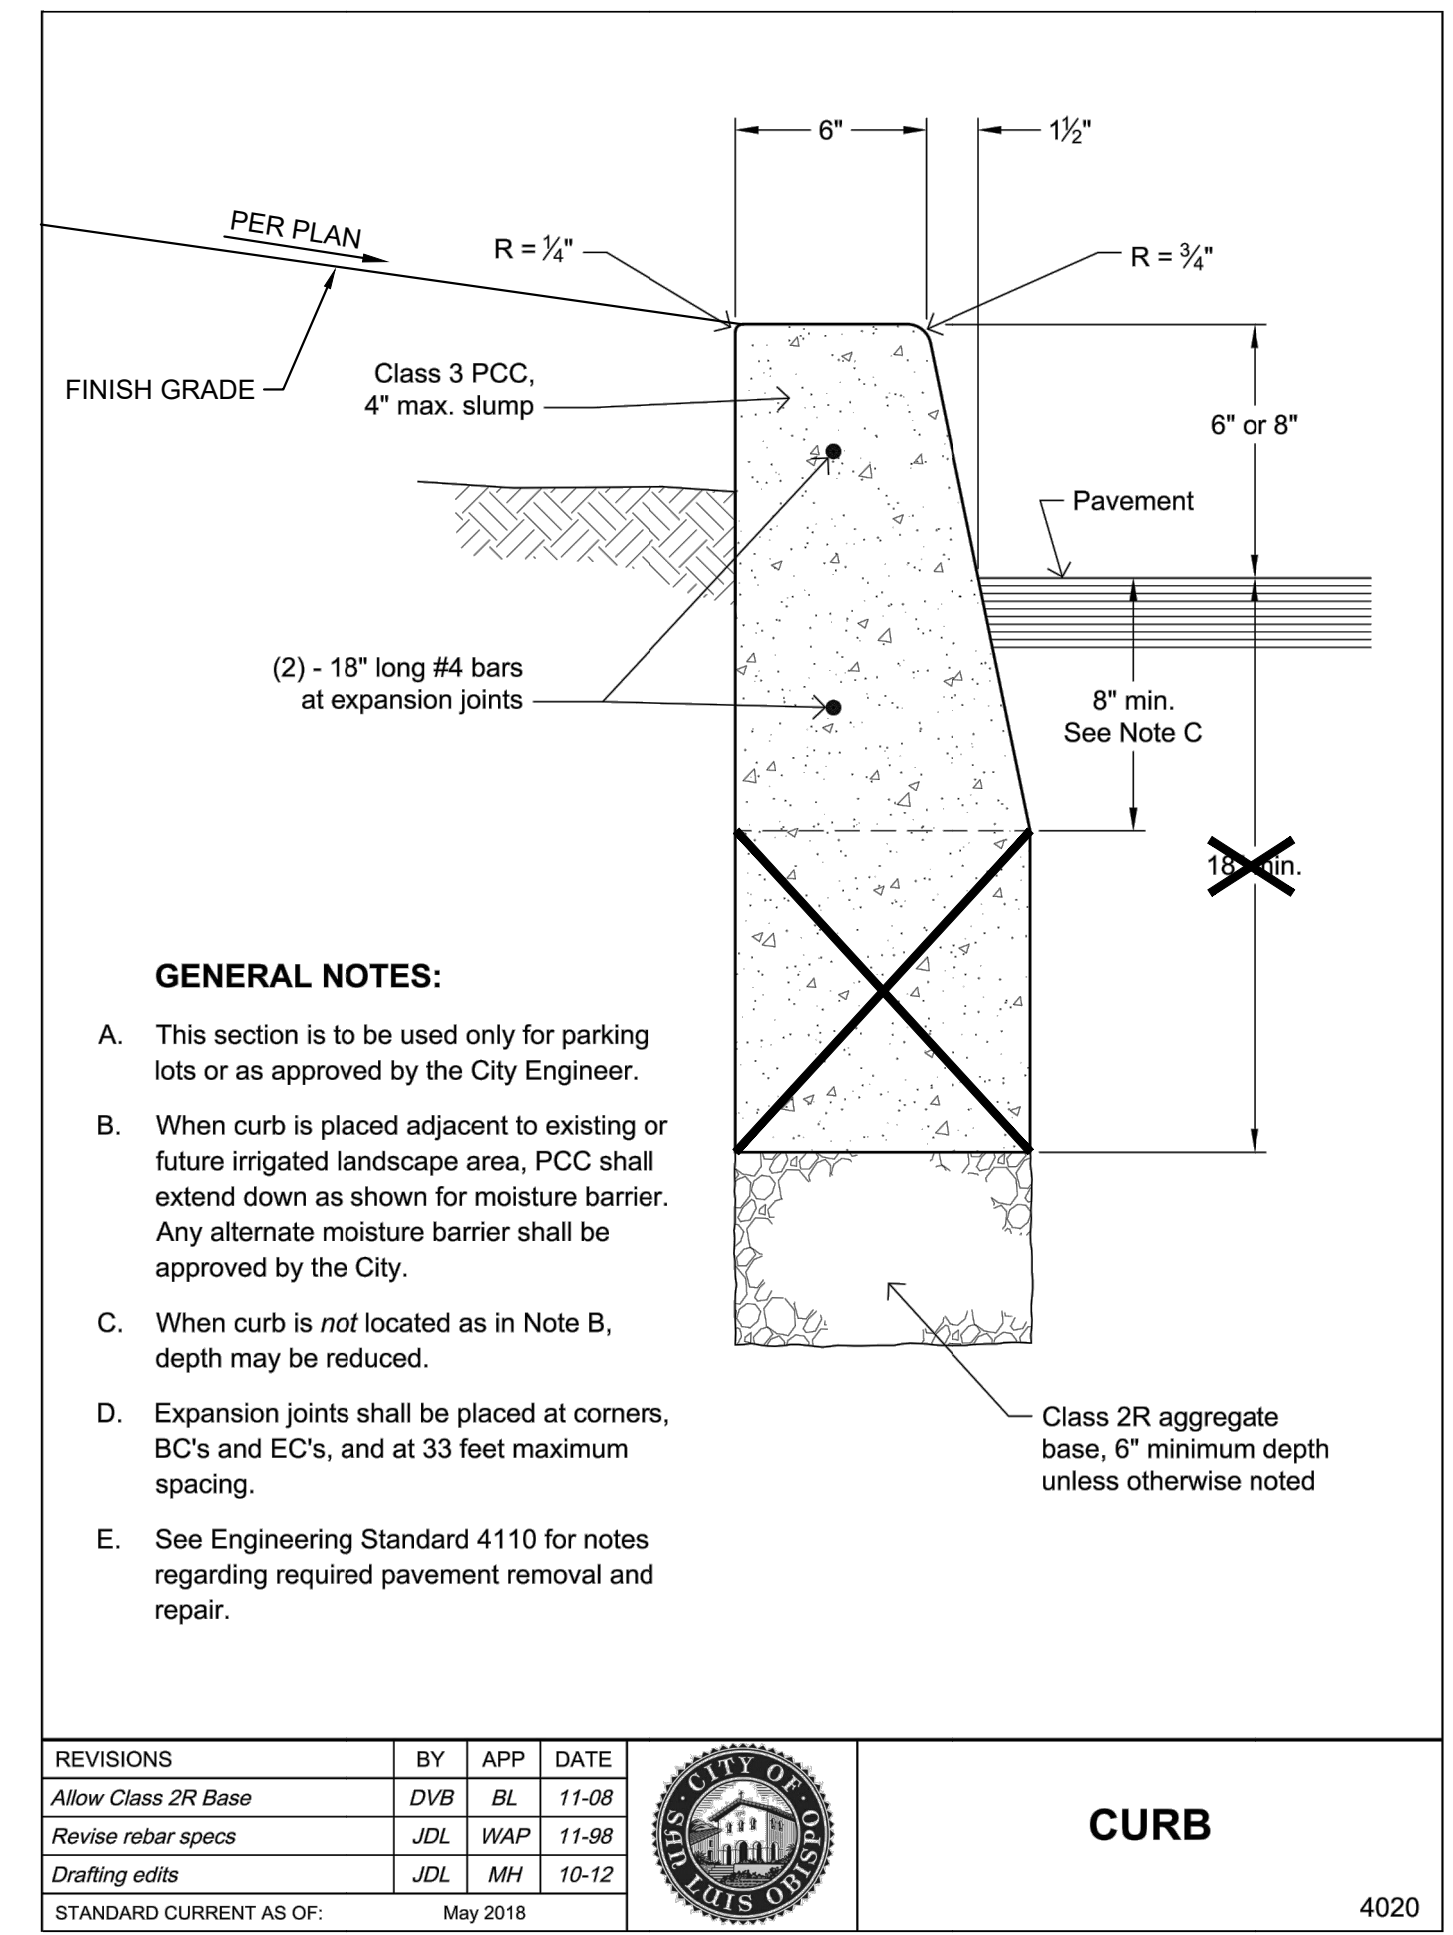 6" 1½"
PER PLAN
R = ¼"
R = ¾"
FINISH GRADE
Class 3 PCC,
4" max. slump
6" or 8"
Pavement
(2) - 18" long #4 bars
at expansion joints
8" min.
See Note C
18
GENERAL NOTES:
A. This section is to be used only for parking
lots or as approved by the City Engineer.
B. When curb is placed adjacent to existing or
future irrigated landscape area, PCC shall
extend down as shown for moisture barrier.
Any alternate moisture barrier shall be
approved by the City.
C. When curb is not located as in Note B,
depth may be reduced.
D. Expansion joints shall be placed at corners,
BC's and EC's, and at 33 feet maximum
spacing.
E. See Engineering Standard 4110 for notes
regarding required pavement removal and
repair.
Class 2R aggregate
base, 6" minimum depth
unless otherwise noted
REVISIONS BY APP DATE
Allow Class 2R Base DVB BL 11-08
Revise rebar specs JDL WAP 11-98
Drafting edits JDL MH 10-12
STANDARD CURRENT AS OF: May 2018
CITY OF
SAN LUIS OBISPO
CURB
4020